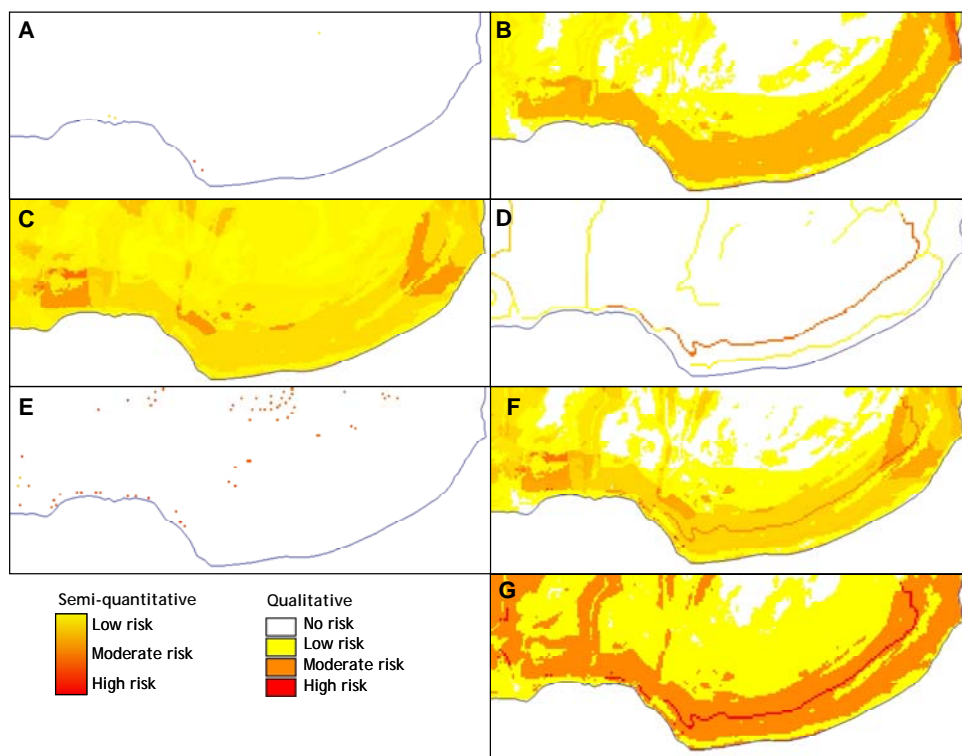 A
B
C
D
E
F
G
Semi-quantitative
Low risk
Moderate risk
High risk
Qualitative
No risk
Low risk
Moderate risk
High risk